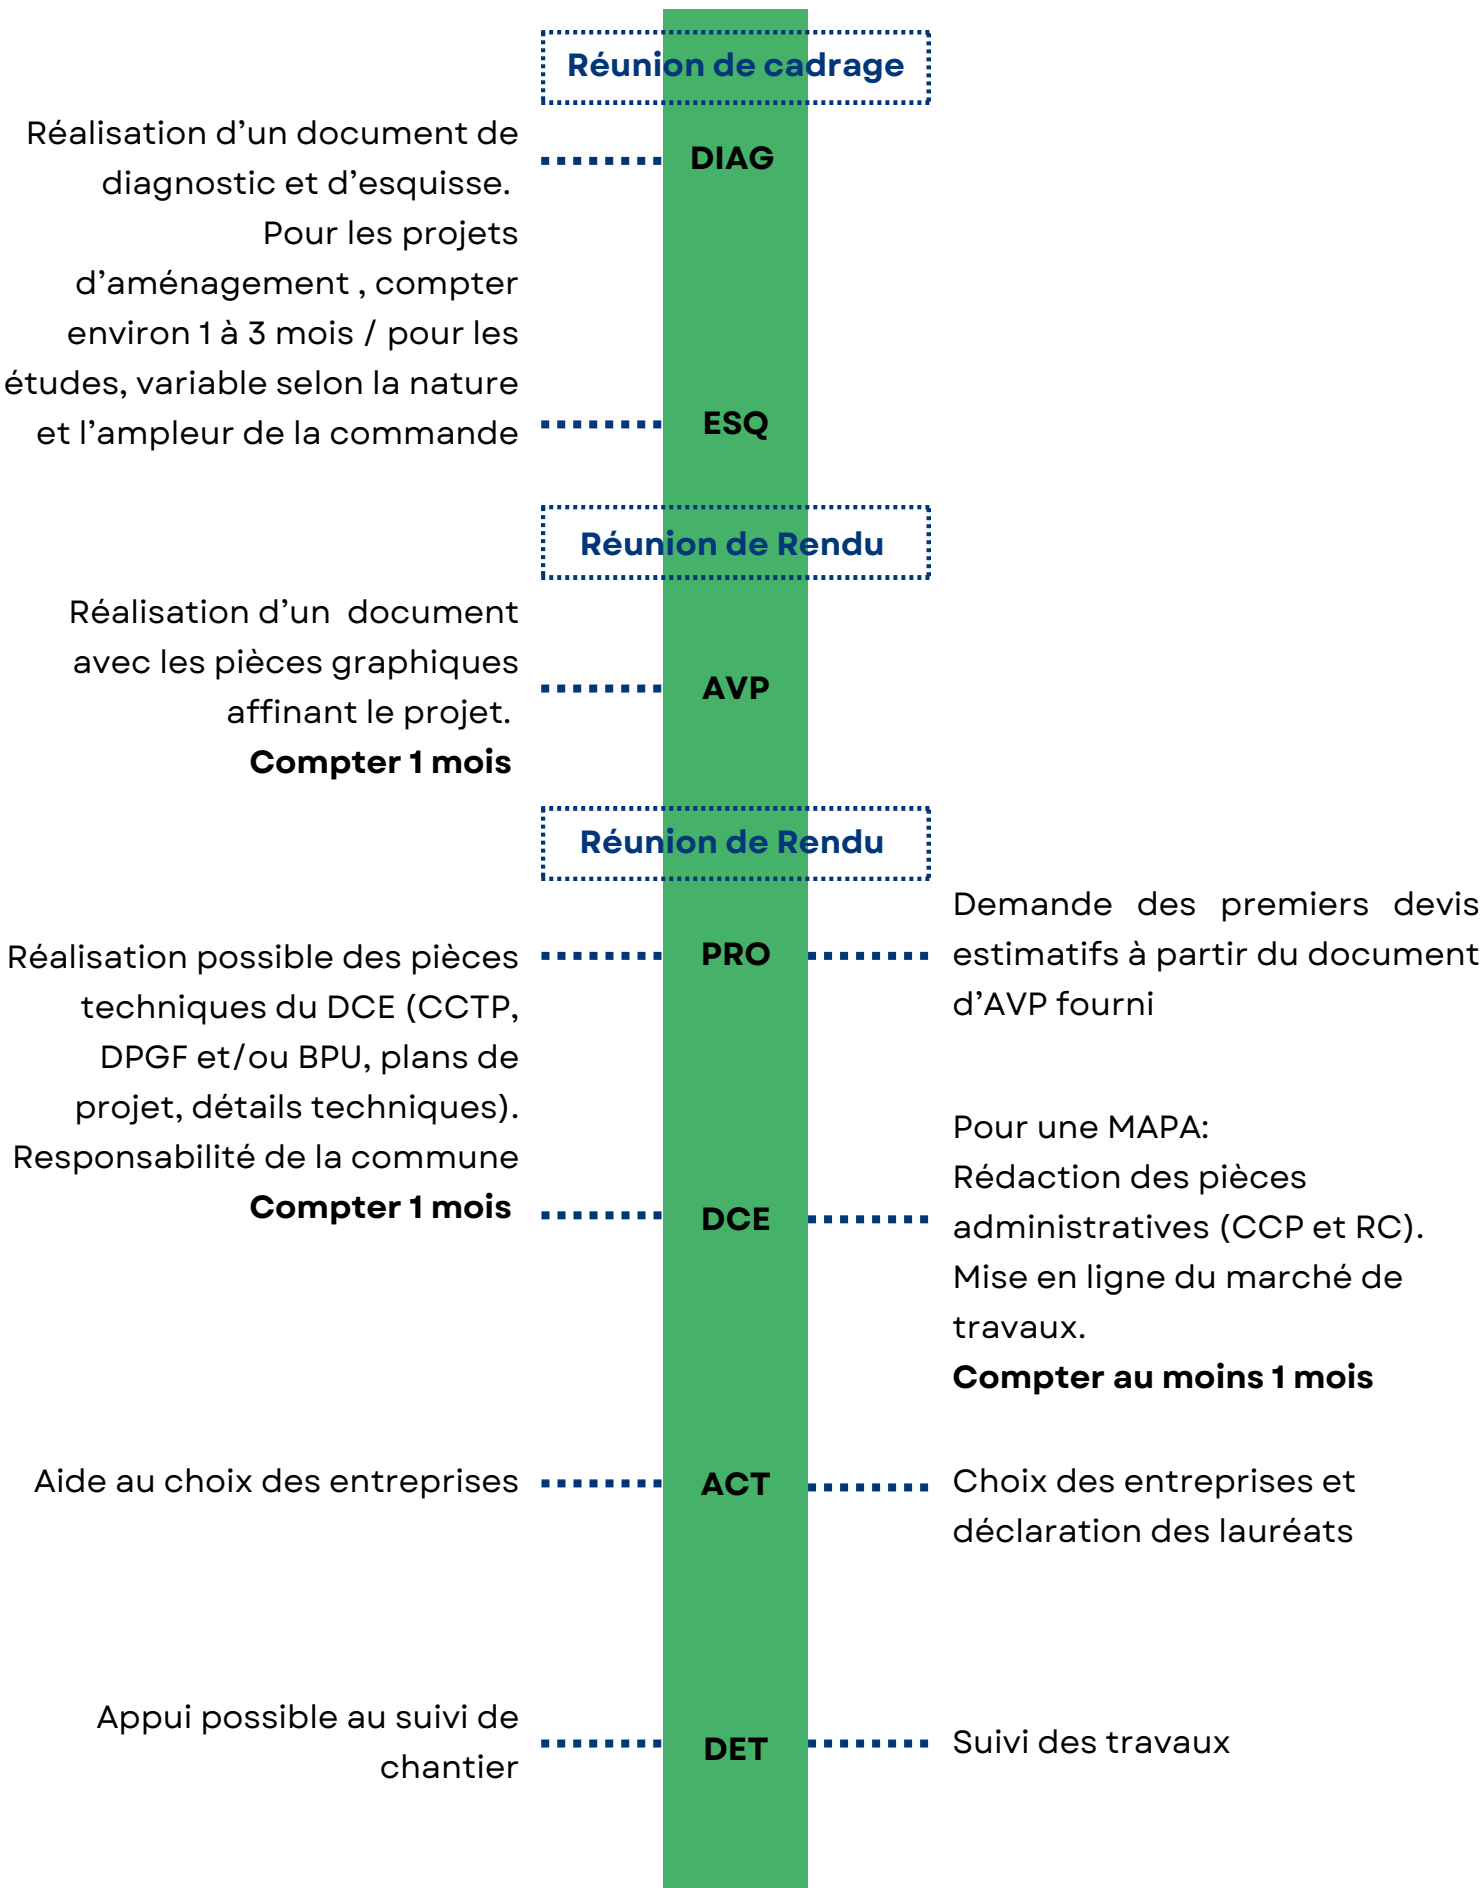 Réunion de cadrage
Réalisation d’un document de
diagnostic et d’esquisse.
Pour les projets
d’aménagement , compter
environ 1 à 3 mois / pour les
études, variable selon la nature
et l’ampleur de la commande
DIAG
ESQ
Réunion de Rendu
Réalisation d’un  document
avec les pièces graphiques
affinant le projet.
Compter 1 mois
AVP
Réunion de Rendu
Réalisation possible des pièces
techniques du DCE (CCTP,
DPGF et/ou BPU, plans de
projet, détails techniques).
Responsabilité de la commune
Compter 1 mois
PRO
Demande des premiers devis
estimatifs à partir du document
d’AVP fourni
DCE
Pour une MAPA:
Rédaction des pièces
administratives (CCP et RC).
Mise en ligne du marché de
travaux.
Compter au moins 1 mois
Aide au choix des entreprises
ACT
Choix des entreprises et
déclaration des lauréats
Appui possible au suivi de
chantier
DET
Suivi des travaux